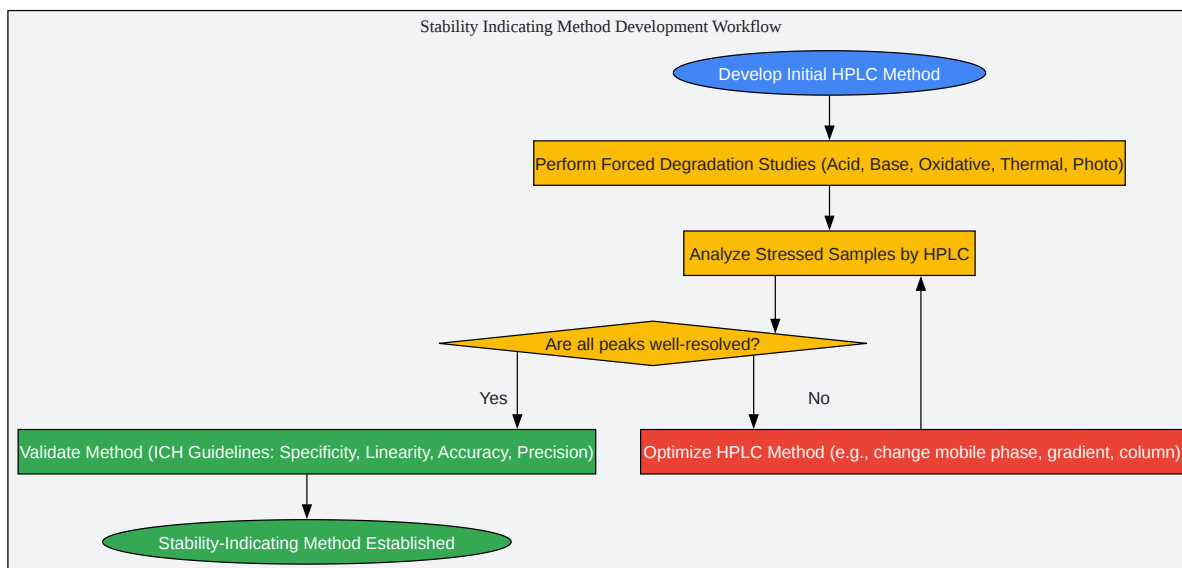 Stability Indicating Method Development Workflow
Develop Initial HPLC Method
Perform Forced Degradation Studies (Acid, Base, Oxidative, Thermal, Photo)
Analyze Stressed Samples by HPLC
Are all peaks well-resolved?
Yes
No
Validate Method (ICH Guidelines: Specificity, Linearity, Accuracy, Precision)
Optimize HPLC Method (e.g., change mobile phase, gradient, column)
Stability-Indicating Method Established